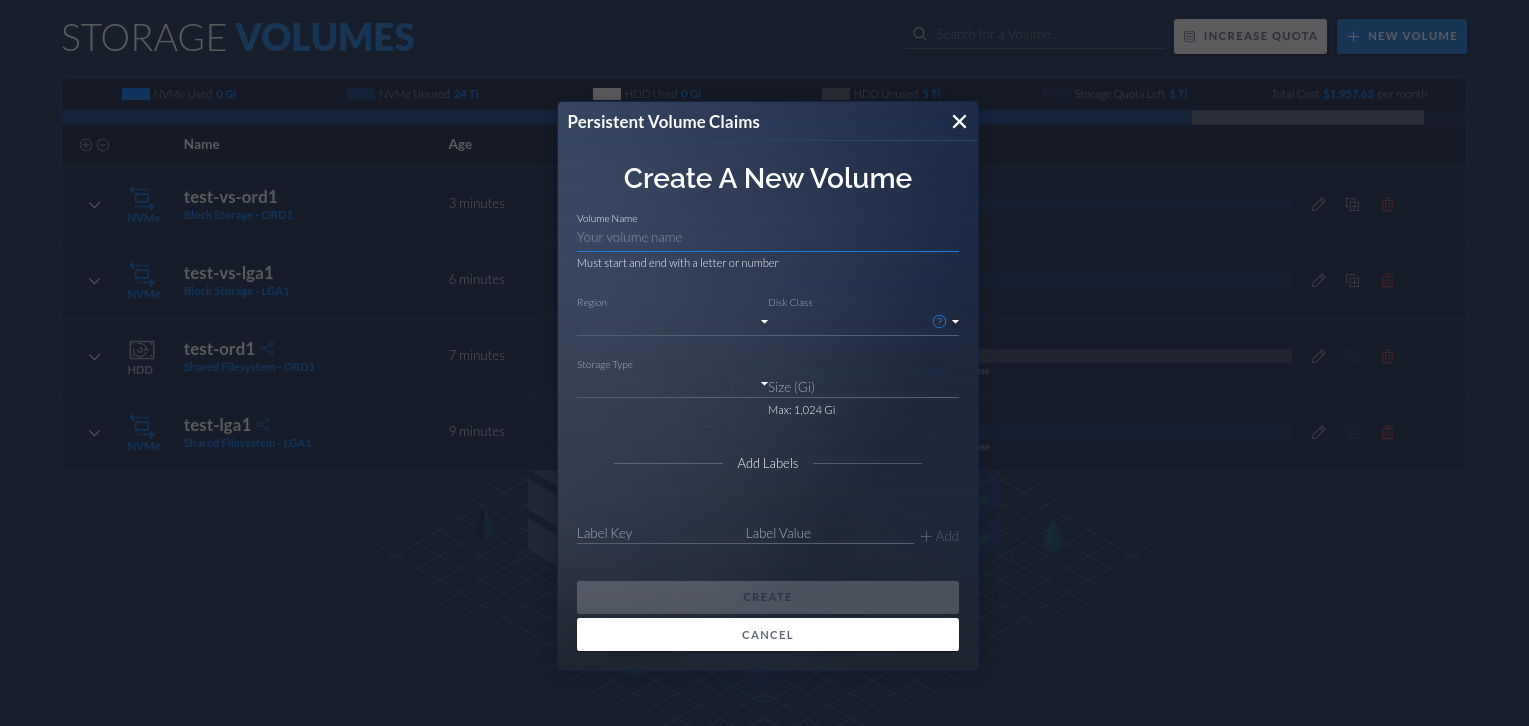 STORAGE VOLUMES
Search for a Volume...
INCREASE QUOTA
NEW VOLUME
NVMe Used 0 Gi
NVMe Unused 24 Ti
HDD Used 0 Gi
HDD Unused 5 Ti
Storage Quota Left 1 Ti
Total Cost $1,957.63 per month
Name
Age
test-vs-ord1
NVMe
Block Storage - ORD1
3 minutes
test-vs-lga1
NVMe
Block Storage - LGA1
6 minutes
test-ord1
HDD
Shared Filesystem - ORD1
7 minutes
test-lga1
NVMe
Shared Filesystem - LGA1
9 minutes
Persistent Volume Claims
Create A New Volume
Volume Name
Your volume name
Must start and end with a letter or number
Region
Disk Class
Storage Type
Size (Gi)
Max: 1,024 Gi
Add Labels
Label Key
Label Value
+ Add
CREATE
CANCEL